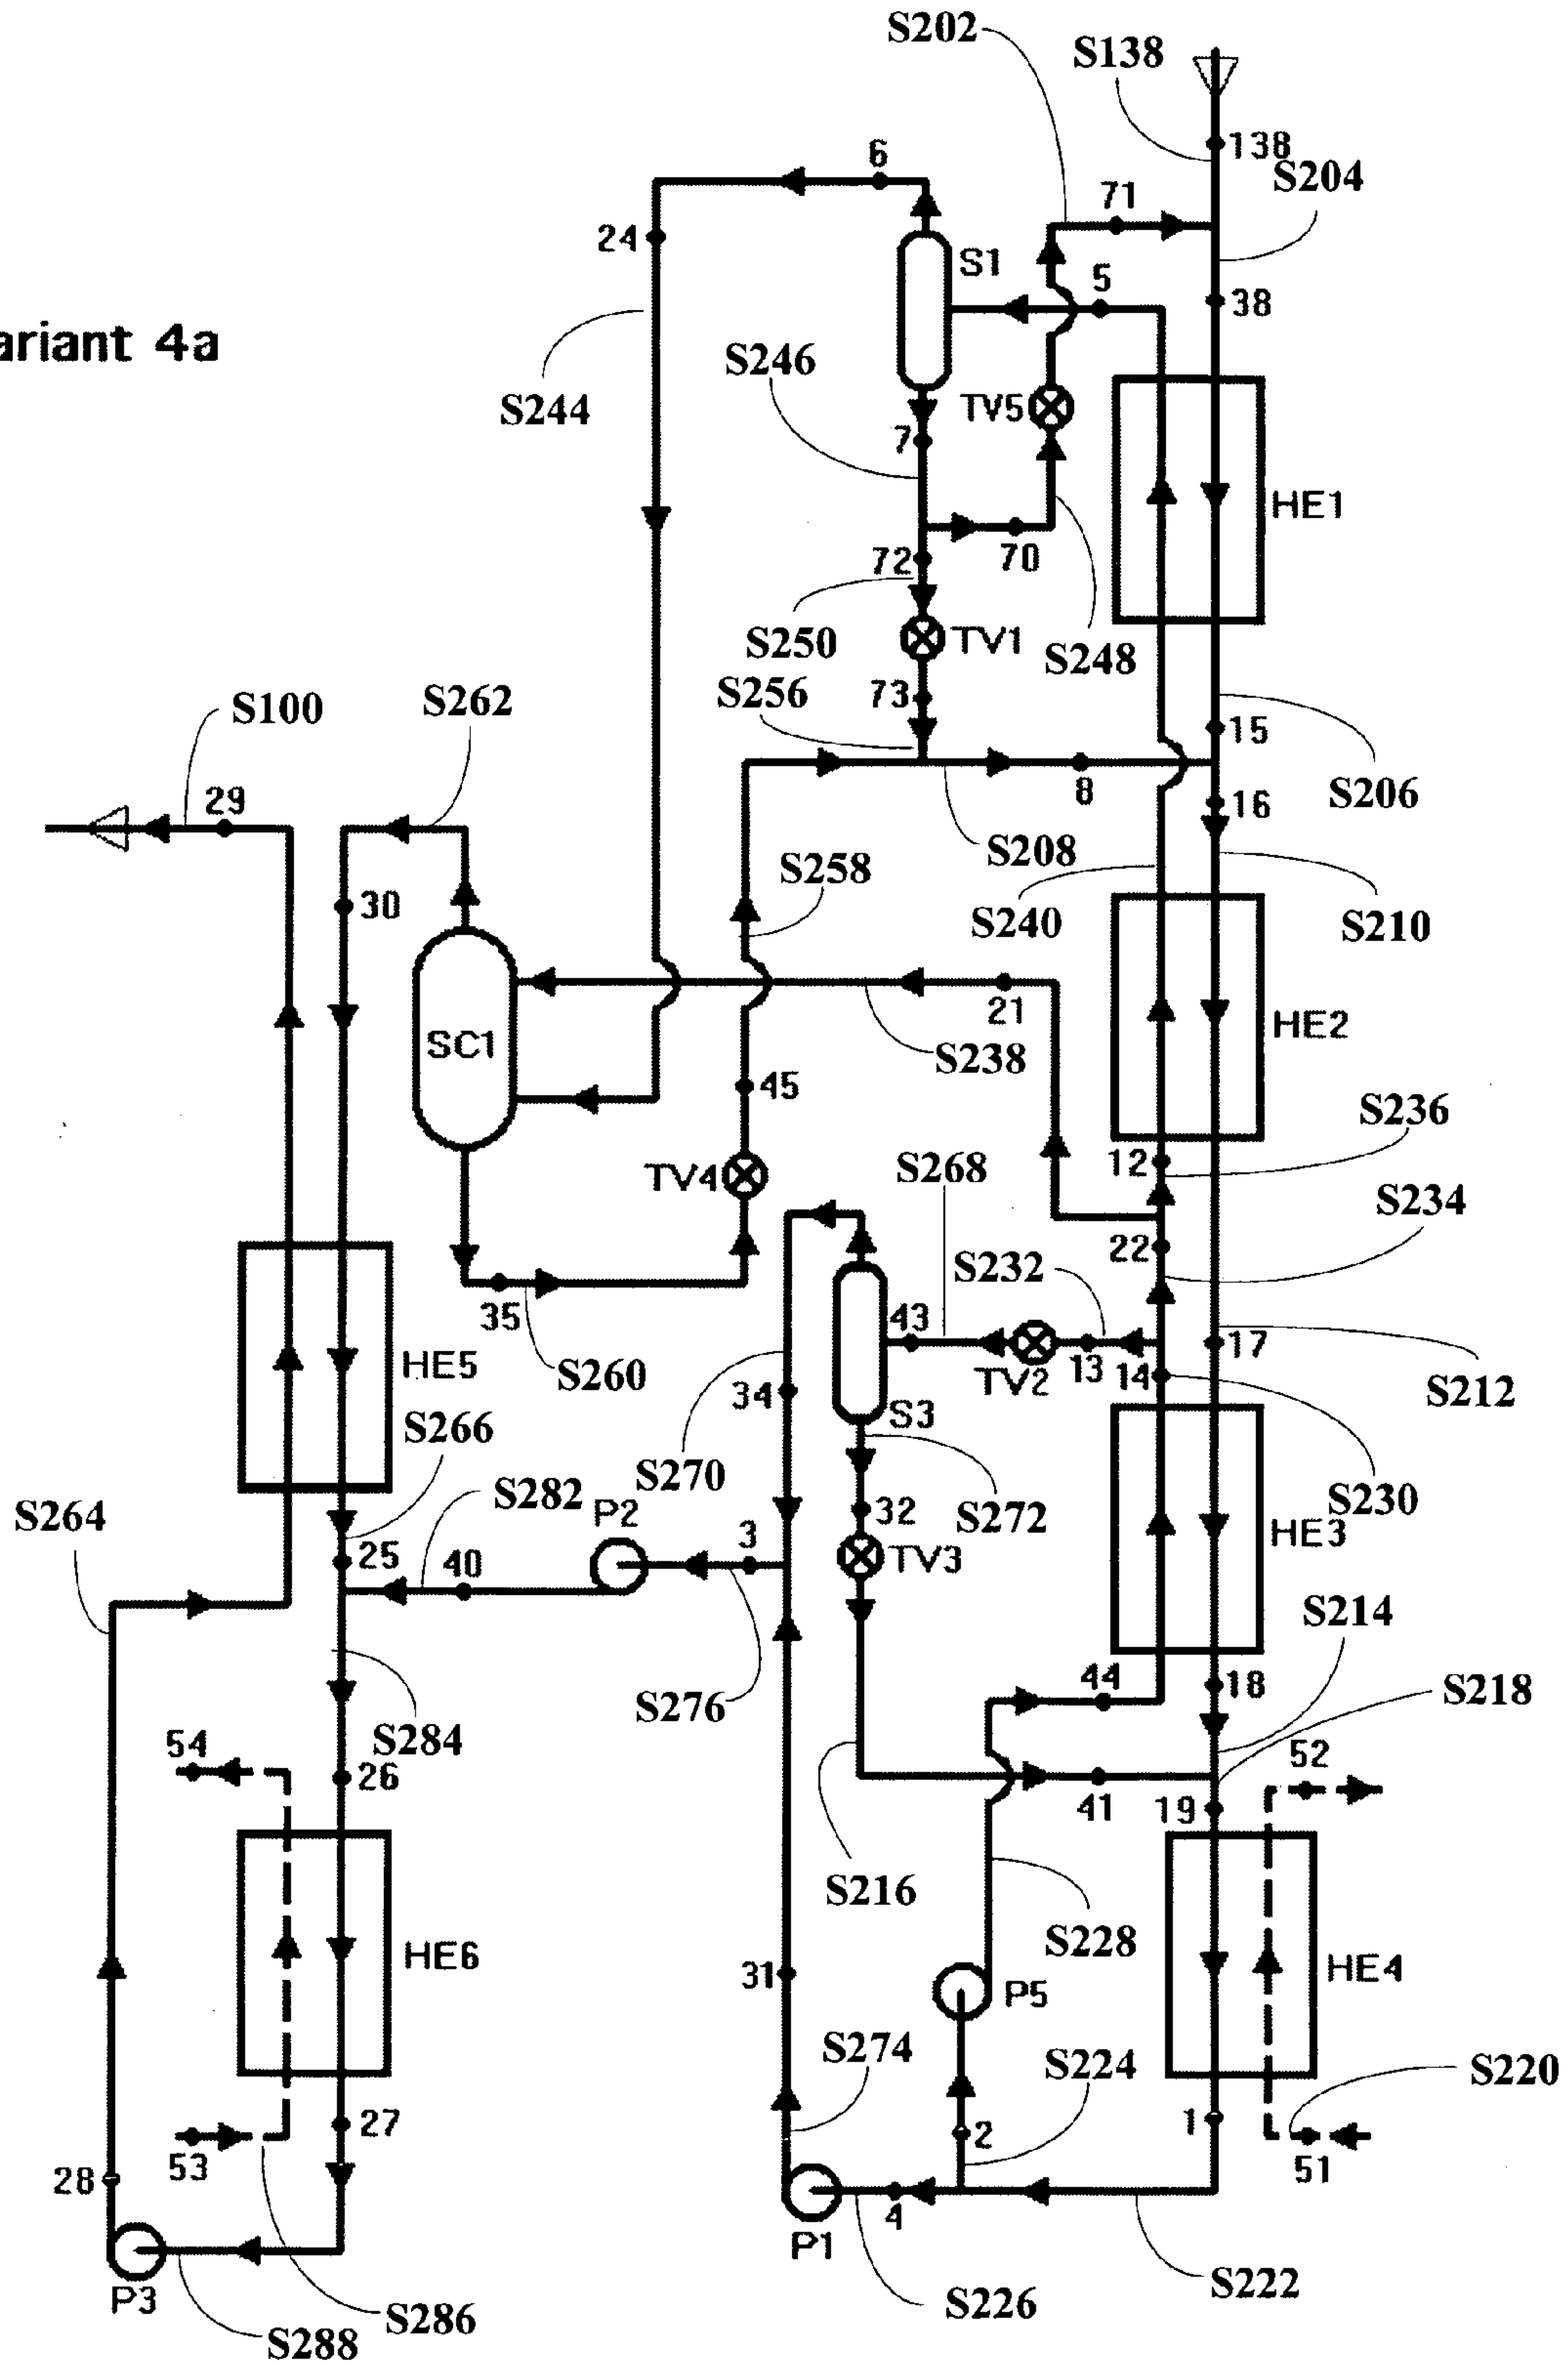 S202
S138
138
6
S204
71
24
S1
5
38
ariant 4a
S246
S244
TV5
7
HE1
72
70
S250
TV1
S248
S256
73
S100
S262
15
29
8
S206
16
S208
30
S258
S240
S210
21
SC1
HE2
S238
45
S236
12
S268
TV4
S234
22
S232
35
43
17
HE5
S260
TV2
13
14
34
S3
S212
S266
S270
S282
32
S272
S230
S264
P2
HE3
3
TV3
25
40
S214
44
18
S218
S276
S284
54
52
26
41
19
S216
S228
HE6
31
P5
HE4
S274
S224
S220
27
1
2
53
51
28
4
P1
S222
P3
S226
S286
S288